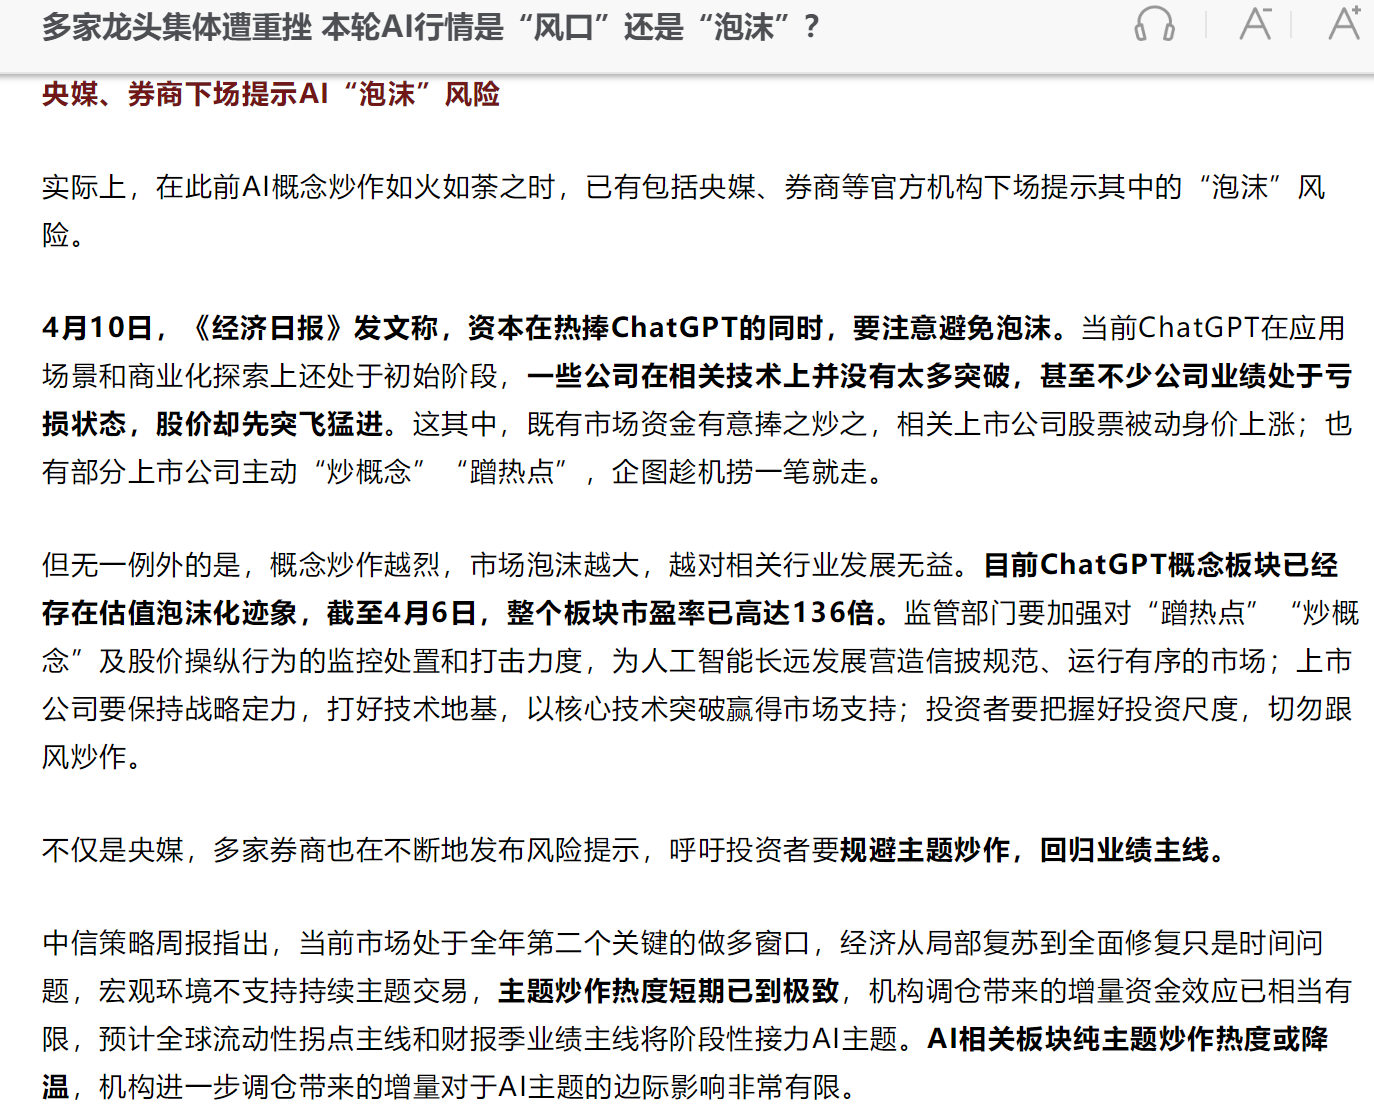 多家龙头集体遭重挫 本轮AI行情是“风口”还是“泡沫”？
A-
A+
央媒、券商下场提示AI“泡沫”风险
实际上，在此前AI概念炒作如火如荼之时，已有包括央媒、券商等官方机构下场提示其中的“泡沫”风
险。
4月10日，《经济日报》发文称，资本在热捧ChatGPT的同时，要注意避免泡沫。当前ChatGPT在应用
场景和商业化探索上还处于初始阶段，一些公司在相关技术上并没有太多突破，甚至不少公司业绩处于亏
损状态，股价却先突飞猛进。这其中，既有市场资金有意捧之炒之，相关上市公司股票被动身价上涨；也
有部分上市公司主动“炒概念”“蹭热点”，企图趁机捞一笔就走。
但无一例外的是，概念炒作越烈，市场泡沫越大，越对相关行业发展无益。目前ChatGPT概念板块已经
存在估值泡沫化迹象，截至4月6日，整个板块市盈率已高达136倍。监管部门要加强对“蹭热点”“炒概
念”及股价操纵行为的监控处置和打击力度，为人工智能长远发展营造信披规范、运行有序的市场；上市
公司要保持战略定力，打好技术地基，以核心技术突破赢得市场支持；投资者要把握好投资尺度，切勿跟
风炒作。
不仅是央媒，多家券商也在不断地发布风险提示，呼吁投资者要规避主题炒作，回归业绩主线。
中信策略周报指出，当前市场处于全年第二个关键的做多窗口，经济从局部复苏到全面修复只是时间问
题，宏观环境不支持持续主题交易，主题炒作热度短期已到极致，机构调仓带来的增量资金效应已相当有
限，预计全球流动性拐点主线和财报季业绩主线将阶段性接力AI主题。AI相关板块纯主题炒作热度或降
温，机构进一步调仓带来的增量对于AI主题的边际影响非常有限。